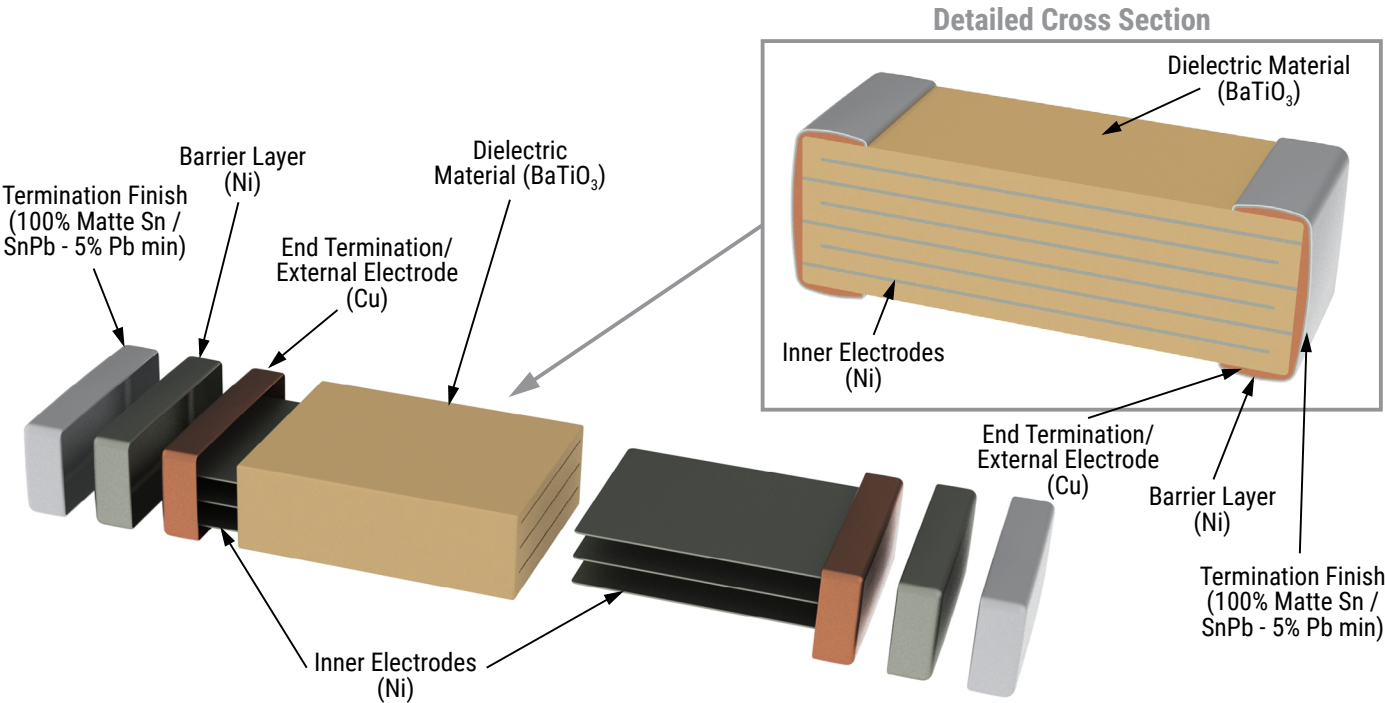 Detailed Cross Section
Dielectric Material
(BaTiO₃)
Inner Electrodes
(Ni)
End Termination/
External Electrode
(Cu)
Barrier Layer
(Ni)
Termination Finish
(100% Matte Sn /
SnPb - 5% Pb min)
Termination Finish
(100% Matte Sn /
SnPb - 5% Pb min)
Barrier Layer
(Ni)
End Termination/
External Electrode
(Cu)
Dielectric
Material (BaTiO₃)
Inner Electrodes
(Ni)